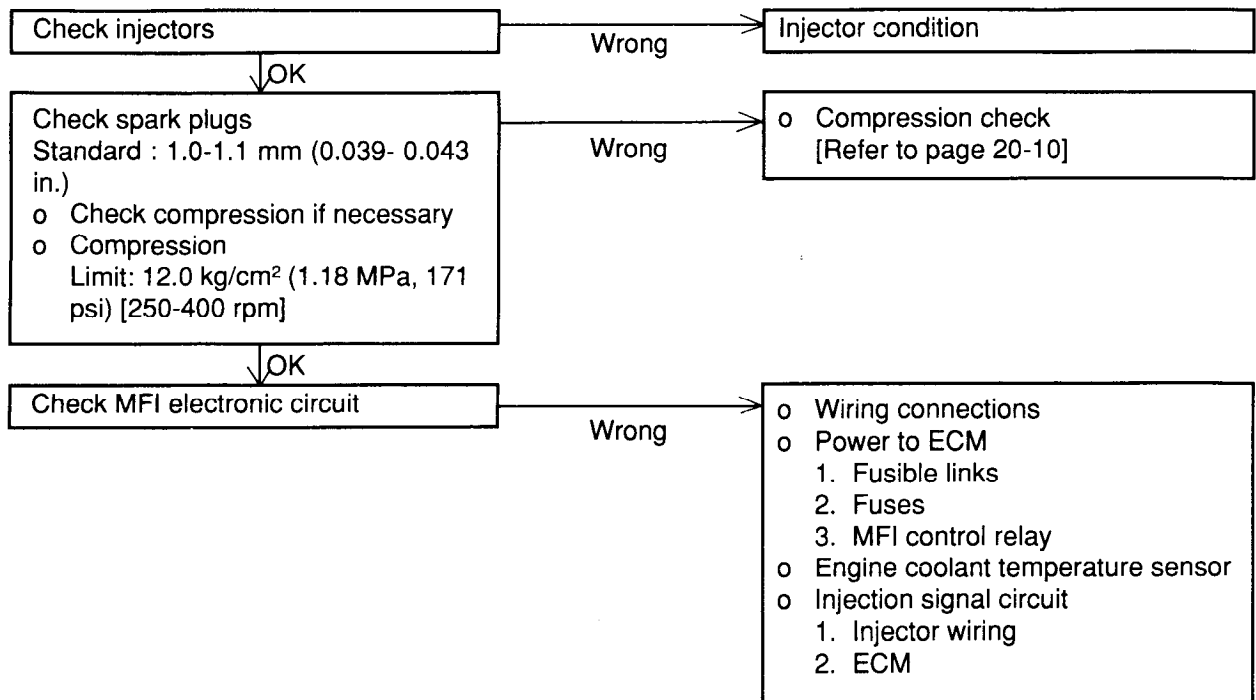 Check injectors
Wrong
Injector condition
OK
Check spark plugs
Standard : 1.0-1.1 mm (0.039- 0.043
in.)
o Check compression if necessary
o Compression
Limit: 12.0 kg/cm² (1.18 MPa, 171
psi) [250-400 rpm]
Wrong
o Compression check
[Refer to page 20-10]
OK
Check MFI electronic circuit
Wrong
o Wiring connections
o Power to ECM
1. Fusible links
2. Fuses
3. MFI control relay
o Engine coolant temperature sensor
o Injection signal circuit
1. Injector wiring
2. ECM